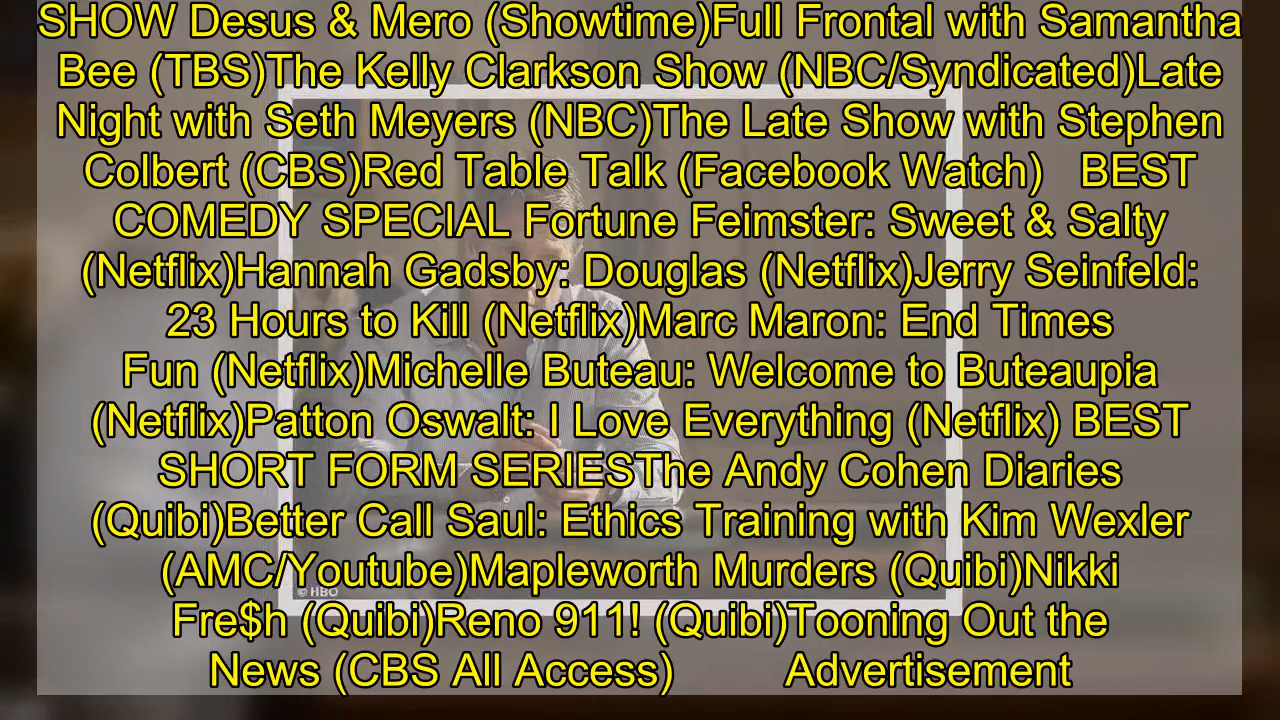 SHOW Desus & Mero (Showtime)Full Frontal with Samantha
Bee (TBS)The Kelly Clarkson Show (NBC/Syndicated)Late
Night with Seth Meyers (NBC)The Late Show with Stephen
Colbert (CBS)Red Table Talk (Facebook Watch)   BEST
COMEDY SPECIAL Fortune Feimster: Sweet & Salty
(Netflix)Hannah Gadsby: Douglas (Netflix)Jerry Seinfeld:
23 Hours to Kill (Netflix)Marc Maron: End Times
Fun (Netflix)Michelle Buteau: Welcome to Buteaupia
(Netflix)Patton Oswalt: I Love Everything (Netflix) BEST
SHORT FORM SERIESThe Andy Cohen Diaries
(Quibi)Better Call Saul: Ethics Training with Kim Wexler
(AMC/Youtube)Mapleworth Murders (Quibi)Nikki
Fre$h (Quibi)Reno 911! (Quibi)Tooning Out the
News (CBS All Access)         Advertisement
© HBO